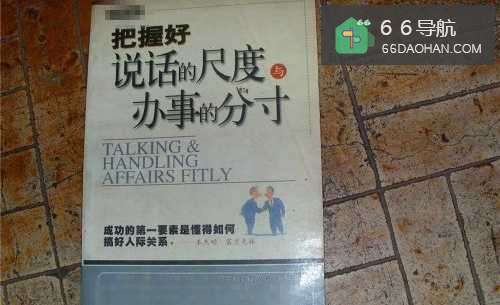 66导航
66DAOHAN.COM
把握好
说话的尺度与
办事的分寸
TALKING &
HANDLING
AFFAIRS FITLY
成功的第一要素是懂得如何
搞好人际关系。